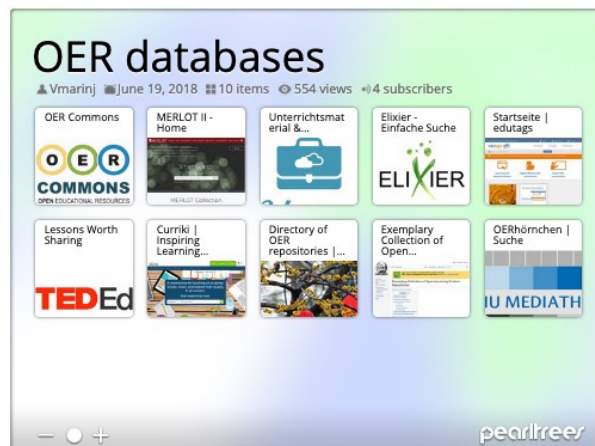 OER databases
Vmarinj June 19, 2018 10 items 554 views 4 subscribers
OER Commons
OER
COMMONS
OPEN EDUCATIONAL RESOURCES
MERLOT II -
Home
MERLOT Collection
Unterrichtsmat
erial &...
Elixier -
Einfache Suche
ELIXIER
Startseite |
edutags
Lessons Worth
Sharing
TEDEd
Curriki |
Inspiring
Learning...
Directory of
OER
repositories |...
Exemplary
Collection of
Open...
OERhörnchen |
Suche
IU MEDIATH
pearltrees